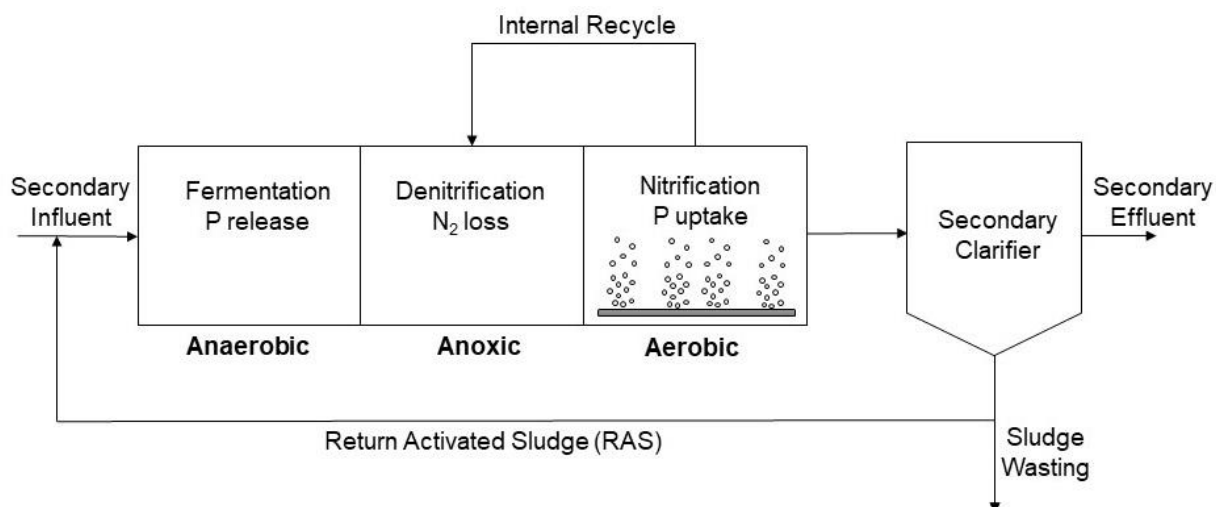 Internal Recycle
Secondary
Influent
Fermentation
P release
Denitrification
N₂ loss
Nitrification
P uptake
Secondary
Clarifier
Secondary
Effluent
Anaerobic
Anoxic
Aerobic
Return Activated Sludge (RAS)
Sludge
Wasting